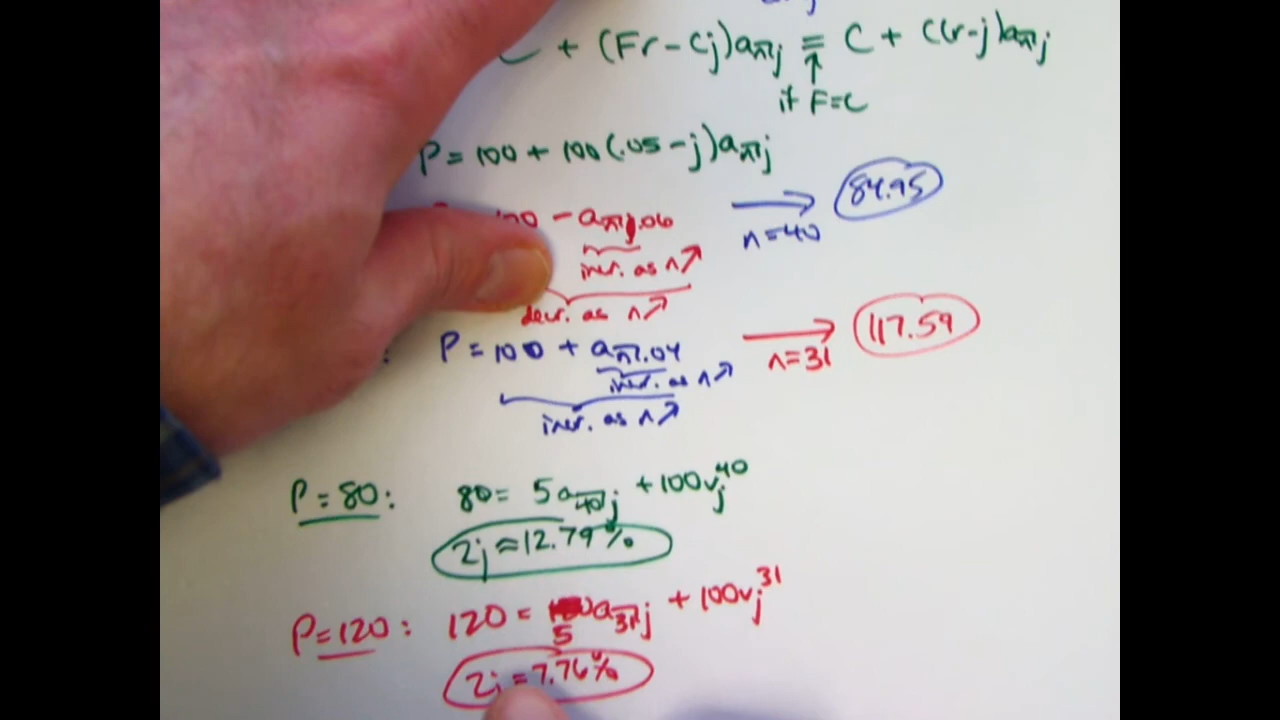 C + (Fr - Cj)a_n̅|j = C + C(r-j)a_n̅|j
↑
if F=C
P = 100 + 100(.05 - j)a_n̅|j
- a_n̅|.06 → 84.95
n=40
incr. as n↗
decr. as n↗
: P = 100 + a_n̅|.04 → 117.59
n=31
incr. as n↗
incr. as n↗
P = 80: 80 = 5a_40̅|j + 100v_j^40
2j ≈ 12.79%
P = 120: 120 = 5a_31̅|j + 100v_j^31
2j = 7.76%